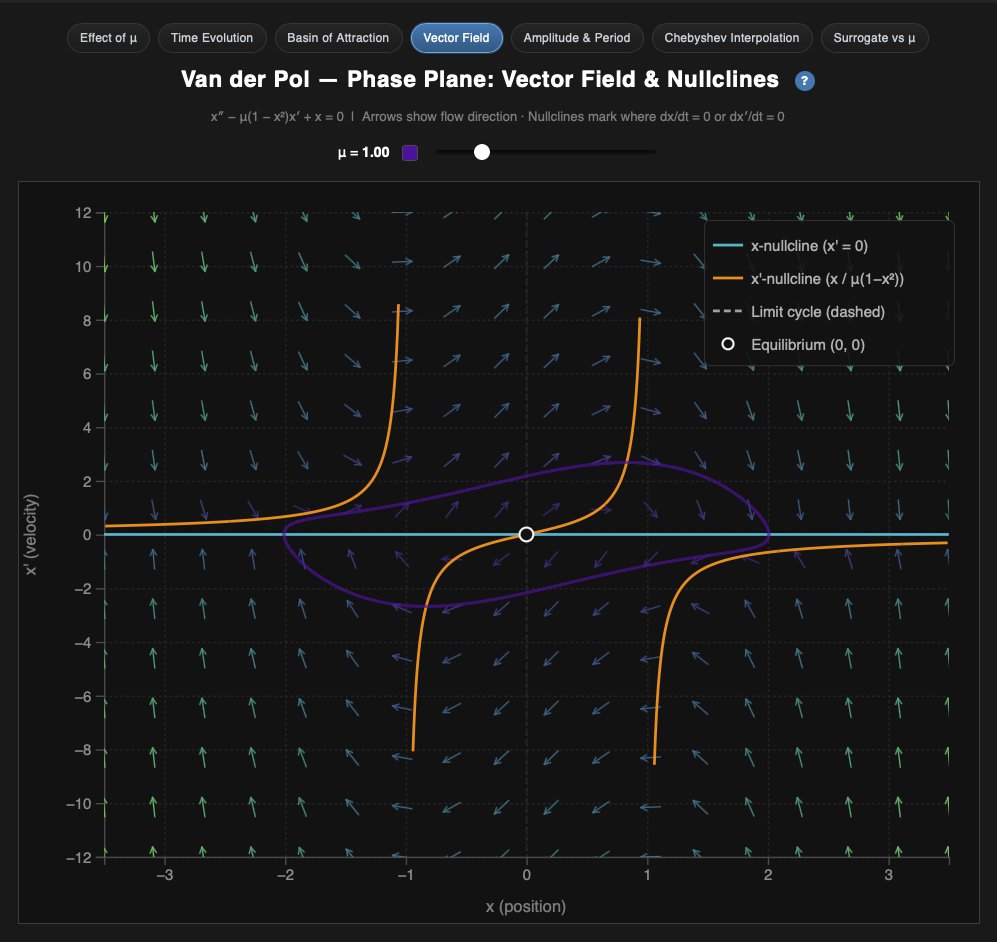 Effect of μ
Time Evolution
Basin of Attraction
Vector Field
Amplitude & Period
Chebyshev Interpolation
Surrogate vs μ
Van der Pol — Phase Plane: Vector Field & Nullclines ?
x″ − μ(1 − x²)x′ + x = 0 | Arrows show flow direction · Nullclines mark where dx/dt = 0 or dx′/dt = 0
μ = 1.00
x-nullcline (x' = 0)
x'-nullcline (x / μ(1−x²))
Limit cycle (dashed)
Equilibrium (0, 0)
12
10
8
6
4
2
0
−2
−4
−6
−8
−10
−12
x' (velocity)
−3
−2
−1
0
1
2
3
x (position)